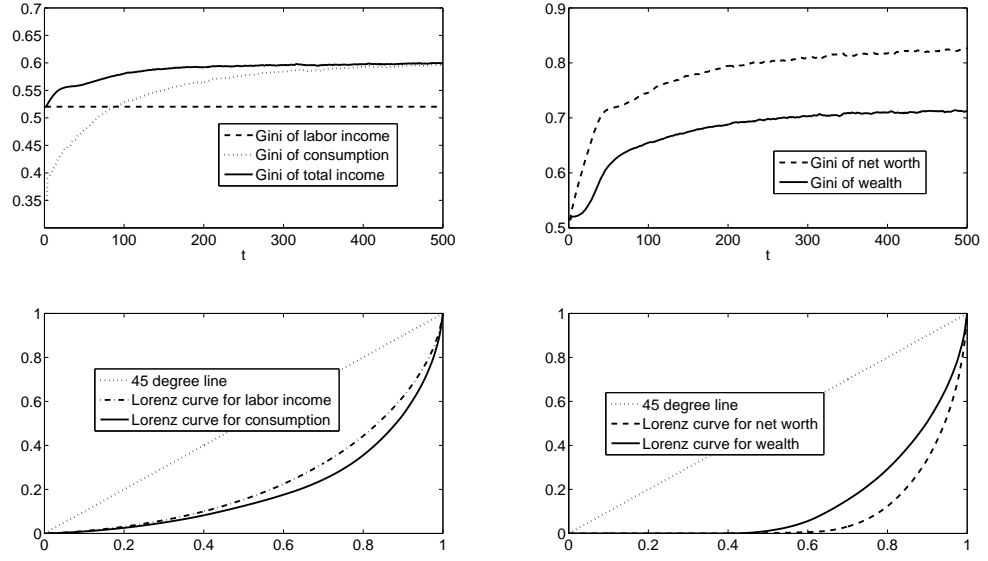 0.7
0.6
0.5
0.45
0.4
0.35
0 100 200 300 400 500
t
Gini of labor income
Gini of consumption
Gini of total income
0.9
0.8
0.7
0.6
0.5
0 100 200 300 400 500
t
Gini of net worth
Gini of wealth
1
0.8
0.6
0.4
0.2
0
0 0.2 0.4 0.6 0.8 1
45 degree line
Lorenz curve for labor income
Lorenz curve for consumption
1
0.8
0.6
0.4
0.2
0
0 0.2 0.4 0.6 0.8 1
45 degree line
Lorenz curve for net worth
Lorenz curve for wealth